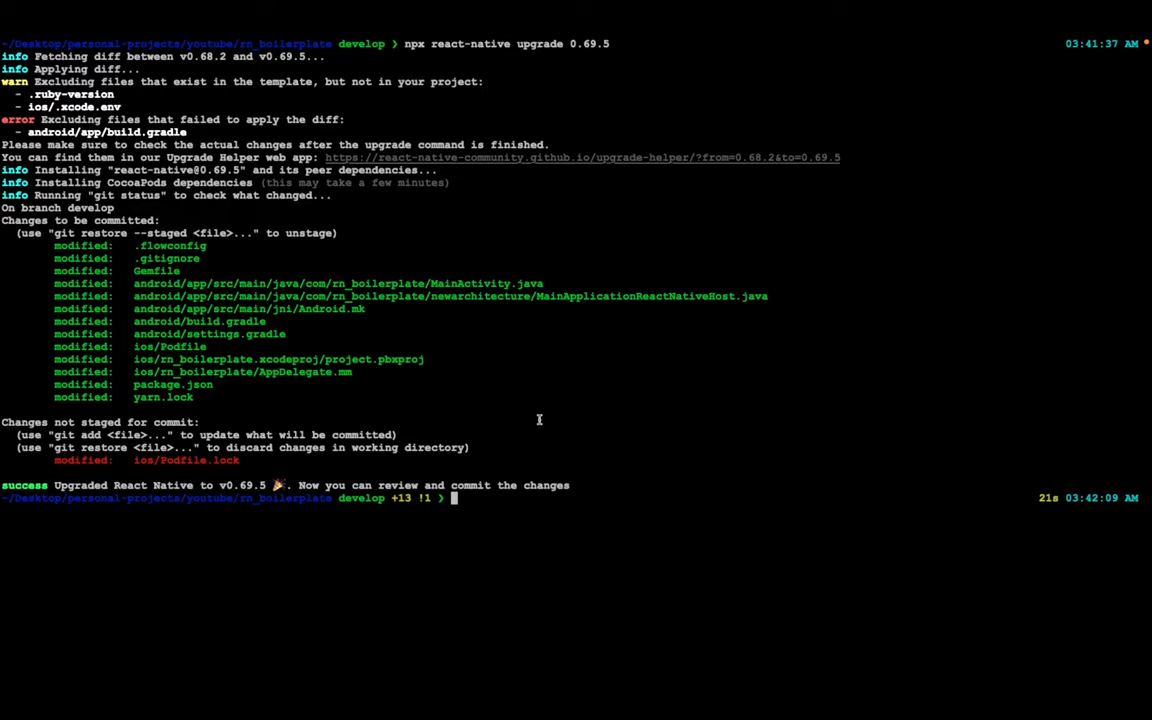 ~/Desktop/personal-projects/youtube/rn_boilerplate develop ❯ npx react-native upgrade 0.69.5 03:41:37 AM
info Fetching diff between v0.68.2 and v0.69.5...
info Applying diff...
warn Excluding files that exist in the template, but not in your project:
- .ruby-version
- ios/.xcode.env
error Excluding files that failed to apply the diff:
- android/app/build.gradle
Please make sure to check the actual changes after the upgrade command is finished.
You can find them in our Upgrade Helper web app: https://react-native-community.github.io/upgrade-helper/?from=0.68.2&to=0.69.5
info Installing "react-native@0.69.5" and its peer dependencies...
info Installing CocoaPods dependencies (this may take a few minutes)
info Running "git status" to check what changed...
On branch develop
Changes to be committed:
(use "git restore --staged <file>..." to unstage)
modified: .flowconfig
modified: .gitignore
modified: Gemfile
modified: android/app/src/main/java/com/rn_boilerplate/MainActivity.java
modified: android/app/src/main/java/com/rn_boilerplate/newarchitecture/MainApplicationReactNativeHost.java
modified: android/app/src/main/jni/Android.mk
modified: android/build.gradle
modified: android/settings.gradle
modified: ios/Podfile
modified: ios/rn_boilerplate.xcodeproj/project.pbxproj
modified: ios/rn_boilerplate/AppDelegate.mm
modified: package.json
modified: yarn.lock
Changes not staged for commit:
(use "git add <file>..." to update what will be committed)
(use "git restore <file>..." to discard changes in working directory)
modified: ios/Podfile.lock
success Upgraded React Native to v0.69.5 🎉. Now you can review and commit the changes
~/Desktop/personal-projects/youtube/rn_boilerplate develop +13 !1 ❯ 21s 03:42:09 AM